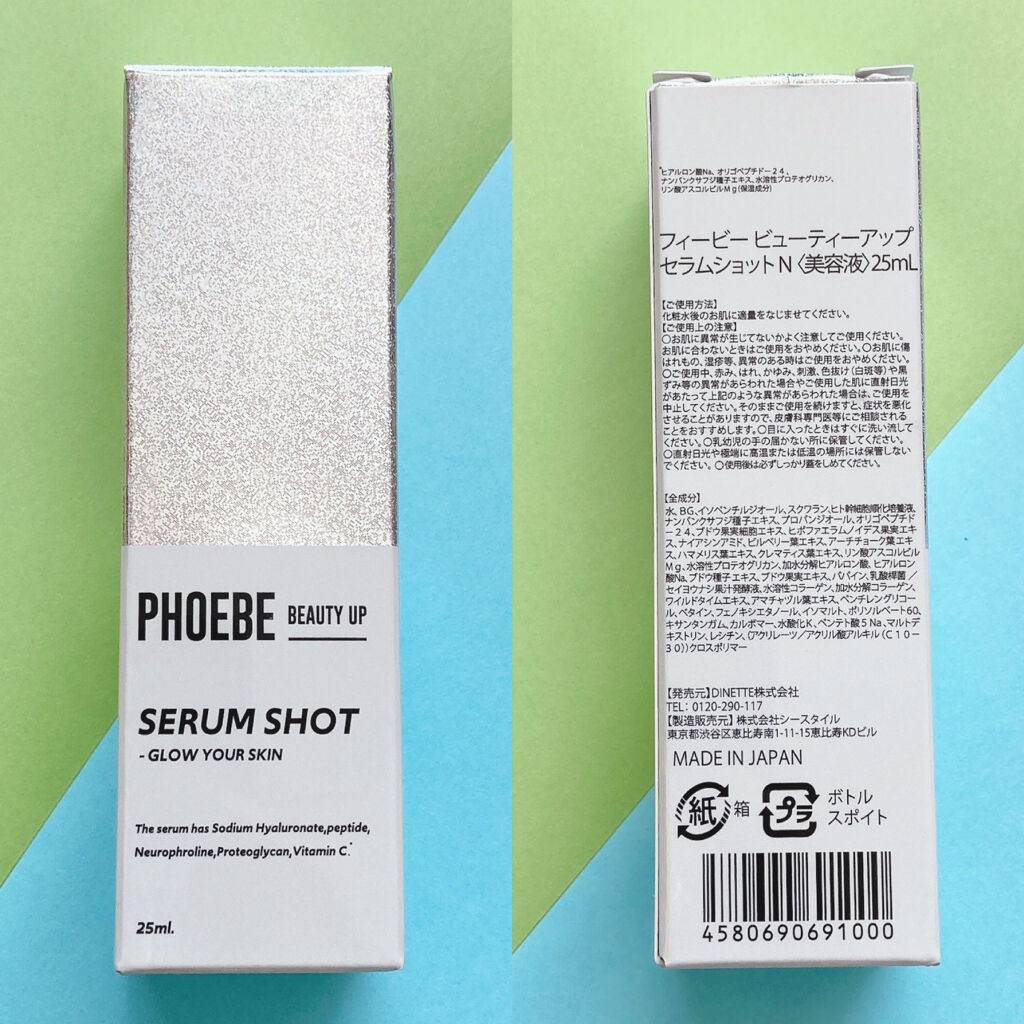 PHOEBE BEAUTY UP
SERUM SHOT
- GLOW YOUR SKIN
The serum has Sodium Hyaluronate,peptide,
Neurophroline,Proteoglycan,Vitamin C.*
25ml.
*ヒアルロン酸Na、オリゴペプチドー24、
ナンバンクサフジ種子エキス、水溶性プロテオグリカン、
リン酸アスコルビルMg(保湿成分)
フィービー ビューティーアップ
セラムショットN〈美容液〉25mL
【ご使用方法】
化粧水後のお肌に適量をなじませてください。
【ご使用上の注意】
○お肌に異常が生じてないかよく注意してご使用ください。
お肌に合わないときはご使用をおやめください。○お肌に傷
はれもの、湿疹等、異常のある時はご使用をおやめください。
○ご使用中、赤み、はれ、かゆみ、刺激、色抜け(白斑等)や黒
ずみ等の異常があらわれた場合やご使用した肌に直射日光
があたって上記のような異常があらわれた場合は、ご使用を
中止してください。そのままご使用を続けますと、症状を悪化
させることがありますので、皮膚科専門医等にご相談される
ことをおすすめします。○目に入ったときはすぐに洗い流して
ください。○乳幼児の手の届かない所に保管してください。
○直射日光や極端に高温または低温の場所には保管しない
でください。○使用後は必ずしっかり蓋をしめてください。
【全成分】
水、BG、イソペンチルジオール、スクワラン、ヒト幹細胞順化培養液、
ナンバンクサフジ種子エキス、プロパンジオール、オリゴペプチド
ー24、ブドウ果実細胞エキス、ヒポファエラムノイデス果実エキ
ス、ナイアシンアミド、ビルベリー葉エキス、アーチチョーク葉エキ
ス、ハマメリス葉エキス、クレマティス葉エキス、リン酸アスコルビル
Mg、水溶性プロテオグリカン、加水分解ヒアルロン酸、ヒアルロン
酸Na、ブドウ種子エキス、ブドウ果実エキス、パパイン、乳酸桿菌/
セイヨウナシ果汁発酵液、水溶性コラーゲン、加水分解コラーゲン、
ワイルドタイムエキス、アマチャヅル葉エキス、ペンチレングリコー
ル、ベタイン、フェノキシエタノール、イソマルト、ポリソルベート60、
キサンタンガム、カルボマー、水酸化K、ペンテト酸5Na、マルトデ
キストリン、レシチン、(アクリレーツ/アクリル酸アルキル(C10-
30))クロスポリマー
【発売元】DINETTE株式会社
TEL: 0120-290-117
【製造販売元】株式会社シースタイル
東京都渋谷区恵比寿南1-11-15恵比寿KDビル
MADE IN JAPAN
紙 箱 プラ ボトル
スポイト
4580690691000